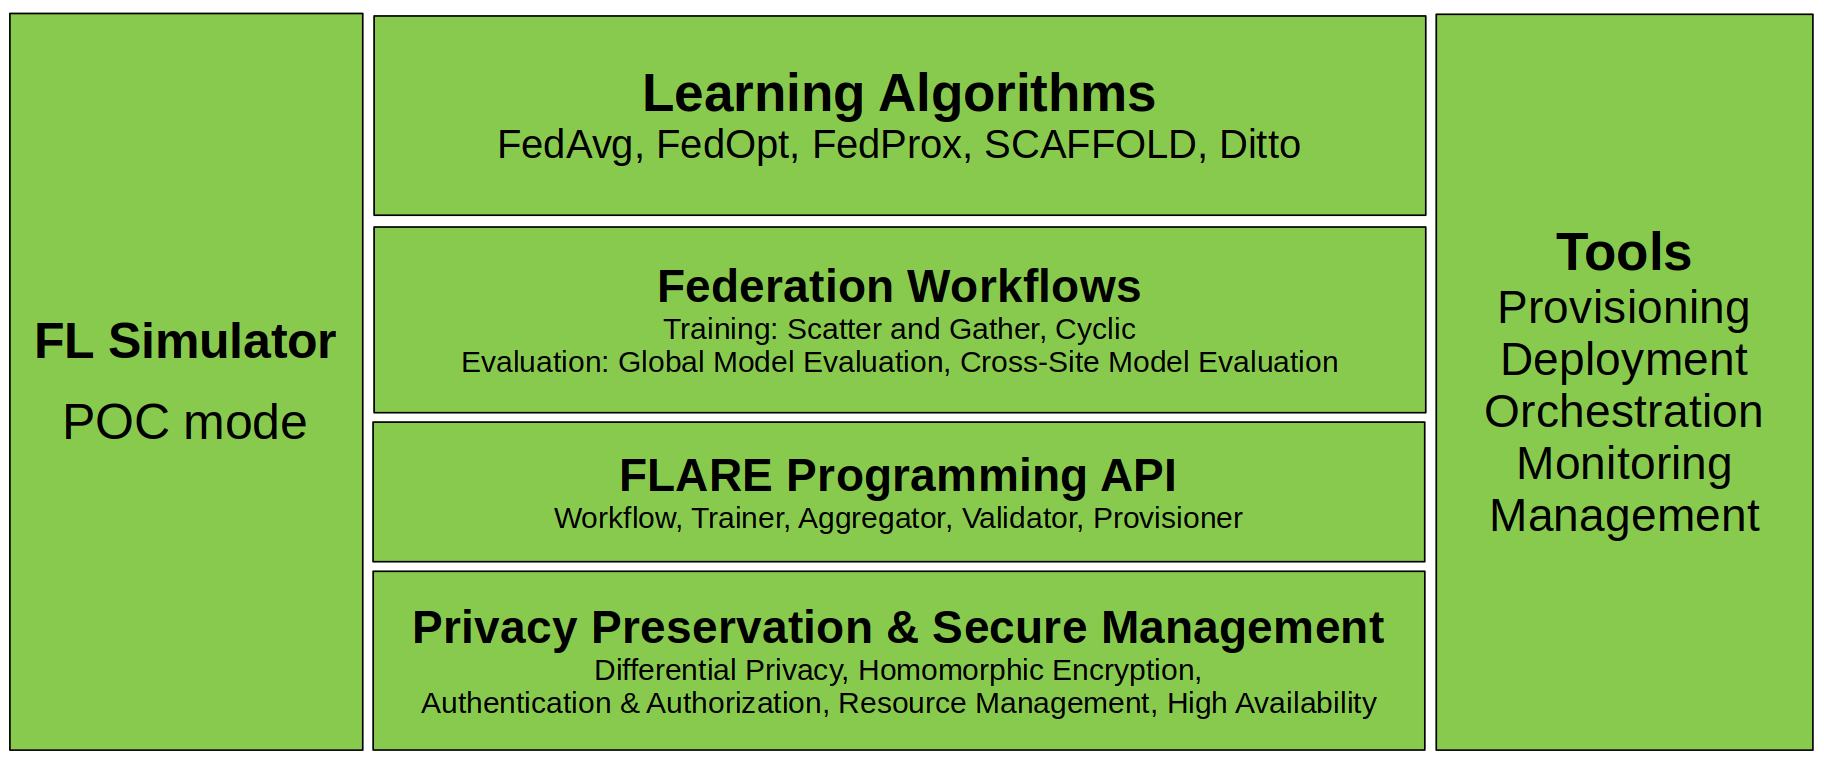 FL Simulator
POC mode
Learning Algorithms
FedAvg, FedOpt, FedProx, SCAFFOLD, Ditto
Federation Workflows
Training: Scatter and Gather, Cyclic
Evaluation: Global Model Evaluation, Cross-Site Model Evaluation
FLARE Programming API
Workflow, Trainer, Aggregator, Validator, Provisioner
Privacy Preservation & Secure Management
Differential Privacy, Homomorphic Encryption,
Authentication & Authorization, Resource Management, High Availability
Tools
Provisioning
Deployment
Orchestration
Monitoring
Management